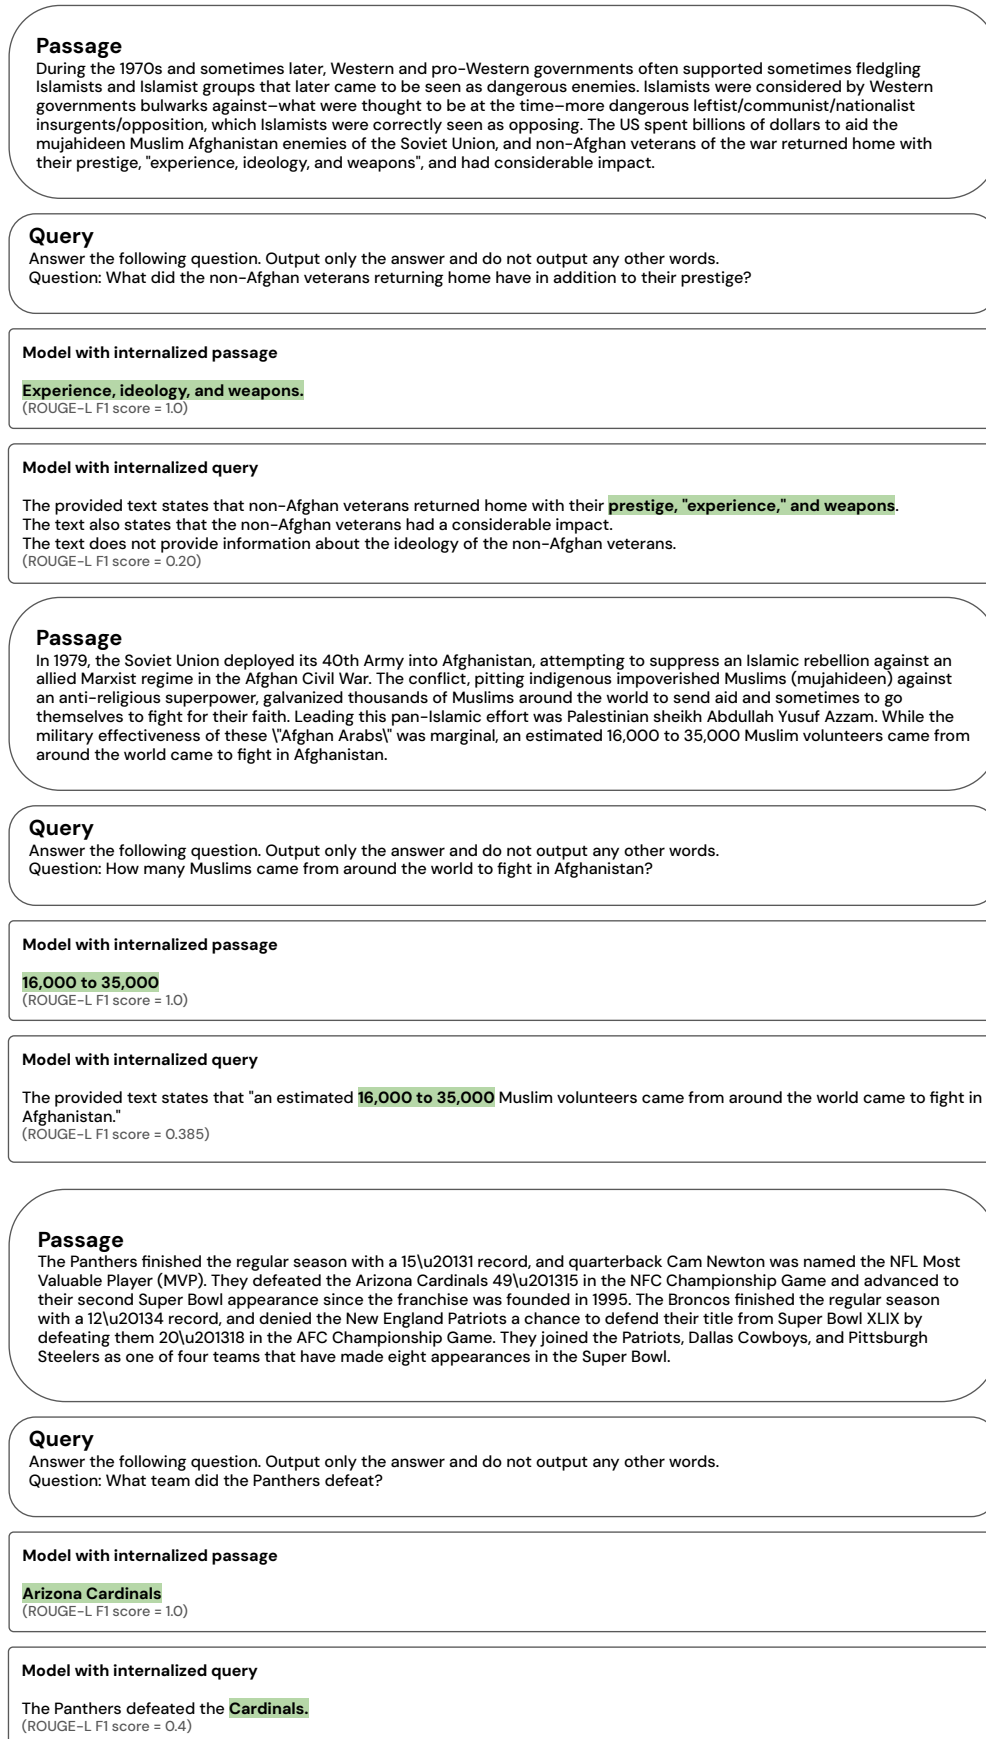 Passage
During the 1970s and sometimes later, Western and pro-Western governments often supported sometimes fledgling
Islamists and Islamist groups that later came to be seen as dangerous enemies. Islamists were considered by Western
governments bulwarks against–what were thought to be at the time–more dangerous leftist/communist/nationalist
insurgents/opposition, which Islamists were correctly seen as opposing. The US spent billions of dollars to aid the
mujahideen Muslim Afghanistan enemies of the Soviet Union, and non-Afghan veterans of the war returned home with
their prestige, "experience, ideology, and weapons", and had considerable impact.
Query
Answer the following question. Output only the answer and do not output any other words.
Question: What did the non-Afghan veterans returning home have in addition to their prestige?
Model with internalized passage
Experience, ideology, and weapons.
(ROUGE-L F1 score = 1.0)
Model with internalized query
The provided text states that non-Afghan veterans returned home with their prestige, "experience," and weapons.
The text also states that the non-Afghan veterans had a considerable impact.
The text does not provide information about the ideology of the non-Afghan veterans.
(ROUGE-L F1 score = 0.20)
Passage
In 1979, the Soviet Union deployed its 40th Army into Afghanistan, attempting to suppress an Islamic rebellion against an
allied Marxist regime in the Afghan Civil War. The conflict, pitting indigenous impoverished Muslims (mujahideen) against
an anti-religious superpower, galvanized thousands of Muslims around the world to send aid and sometimes to go
themselves to fight for their faith. Leading this pan-Islamic effort was Palestinian sheikh Abdullah Yusuf Azzam. While the
military effectiveness of these \"Afghan Arabs\" was marginal, an estimated 16,000 to 35,000 Muslim volunteers came from
around the world came to fight in Afghanistan.
Query
Answer the following question. Output only the answer and do not output any other words.
Question: How many Muslims came from around the world to fight in Afghanistan?
Model with internalized passage
16,000 to 35,000
(ROUGE-L F1 score = 1.0)
Model with internalized query
The provided text states that "an estimated 16,000 to 35,000 Muslim volunteers came from around the world came to fight in
Afghanistan."
(ROUGE-L F1 score = 0.385)
Passage
The Panthers finished the regular season with a 15\u20131 record, and quarterback Cam Newton was named the NFL Most
Valuable Player (MVP). They defeated the Arizona Cardinals 49\u201315 in the NFC Championship Game and advanced to
their second Super Bowl appearance since the franchise was founded in 1995. The Broncos finished the regular season
with a 12\u20134 record, and denied the New England Patriots a chance to defend their title from Super Bowl XLIX by
defeating them 20\u201318 in the AFC Championship Game. They joined the Patriots, Dallas Cowboys, and Pittsburgh
Steelers as one of four teams that have made eight appearances in the Super Bowl.
Query
Answer the following question. Output only the answer and do not output any other words.
Question: What team did the Panthers defeat?
Model with internalized passage
Arizona Cardinals
(ROUGE-L F1 score = 1.0)
Model with internalized query
The Panthers defeated the Cardinals.
(ROUGE-L F1 score = 0.4)